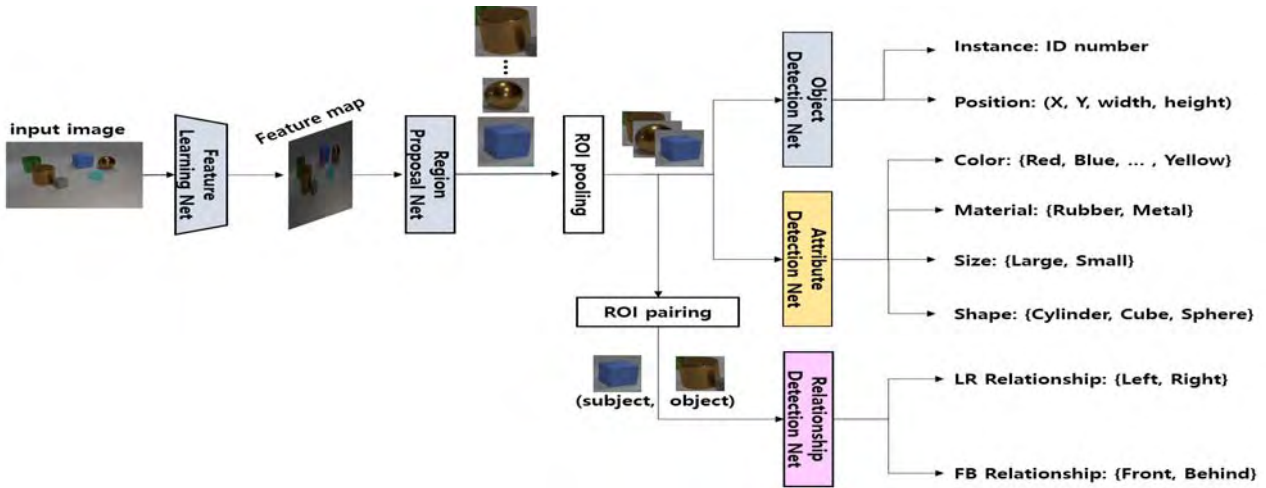 input image
Feature
Learning Net
Feature map
Region
Proposal Net
ROI pooling
ROI pairing
(subject, object)
Object
Detection Net
Attribute
Detection Net
Relationship
Detection Net
Instance: ID number
Position: (X, Y, width, height)
Color: {Red, Blue, ... , Yellow}
Material: {Rubber, Metal}
Size: {Large, Small}
Shape: {Cylinder, Cube, Sphere}
LR Relationship: {Left, Right}
FB Relationship: {Front, Behind}